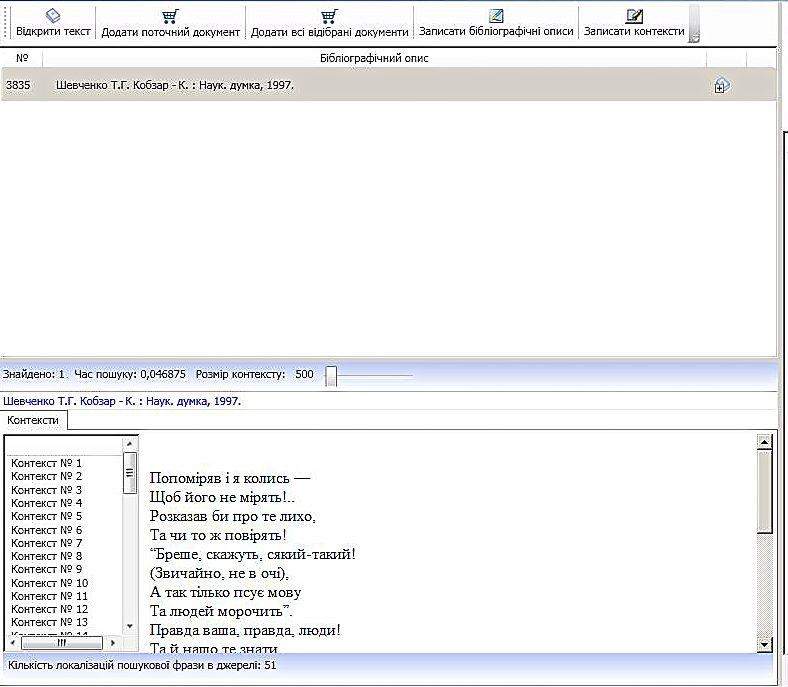 Відкрити текст Додати поточний документ Додати всі відібрані документи Записати бібліографічні описи Записати контексти
№ Бібліографічний опис
3835 Шевченко Т.Г. Кобзар - К. : Наук. думка, 1997.
Знайдено: 1 Час пошуку: 0,046875 Розмір контексту: 500
Шевченко Т.Г. Кобзар - К. : Наук. думка, 1997.
Контексти
Контекст № 1
Контекст № 2
Контекст № 3
Контекст № 4
Контекст № 5
Контекст № 6
Контекст № 7
Контекст № 8
Контекст № 9
Контекст № 10
Контекст № 11
Контекст № 12
Контекст № 13
Контекст № 14
Попоміряв і я колись —
Щоб його не мірять!..
Розказав би про те лихо,
Та чи то ж повірять!
“Бреше, скажуть, сякий-такий!
(Звичайно, не в очі),
А так тілько псує мову
Та людей морочить”.
Правда ваша, правда, люди!
Та й нащо те знати
Кількість локалізацій пошукової фрази в джерелі: 51